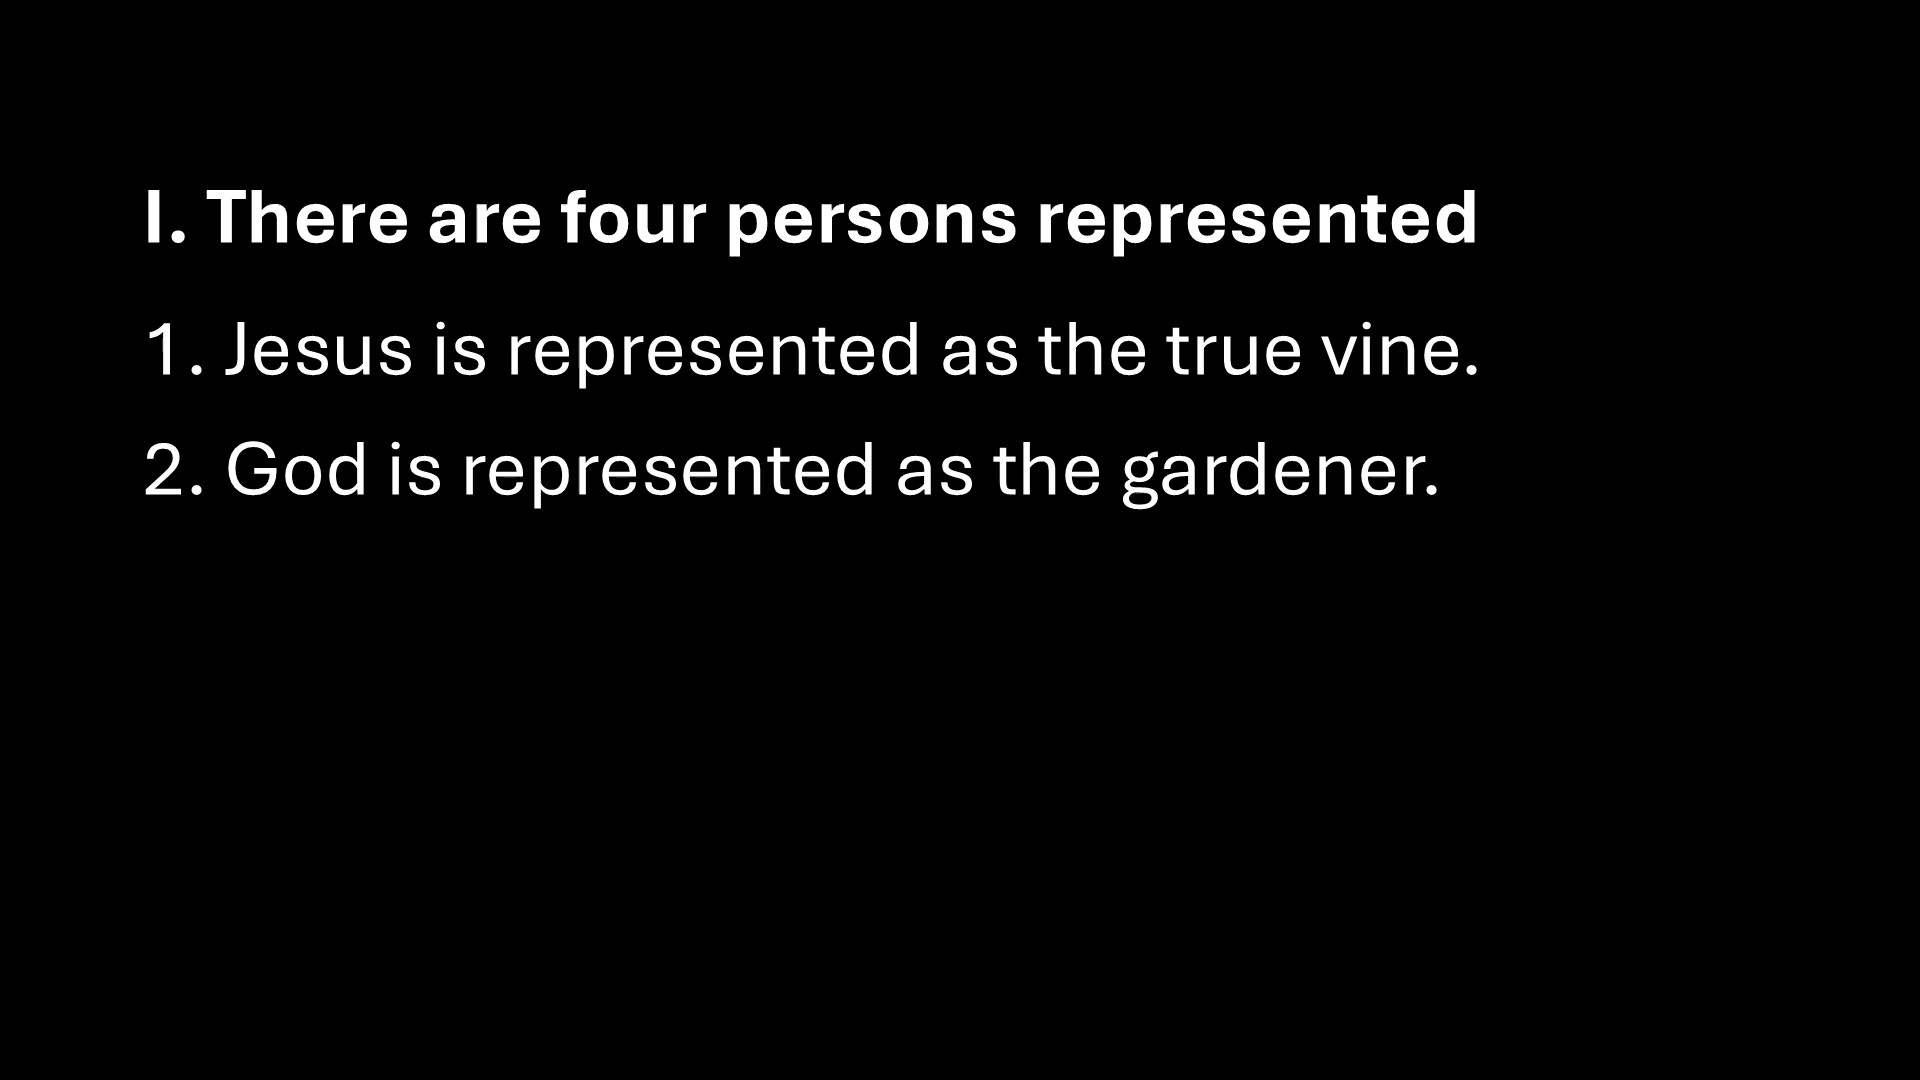 I. There are four persons represented
1. Jesus is represented as the true vine.
2. God is represented as the gardener.